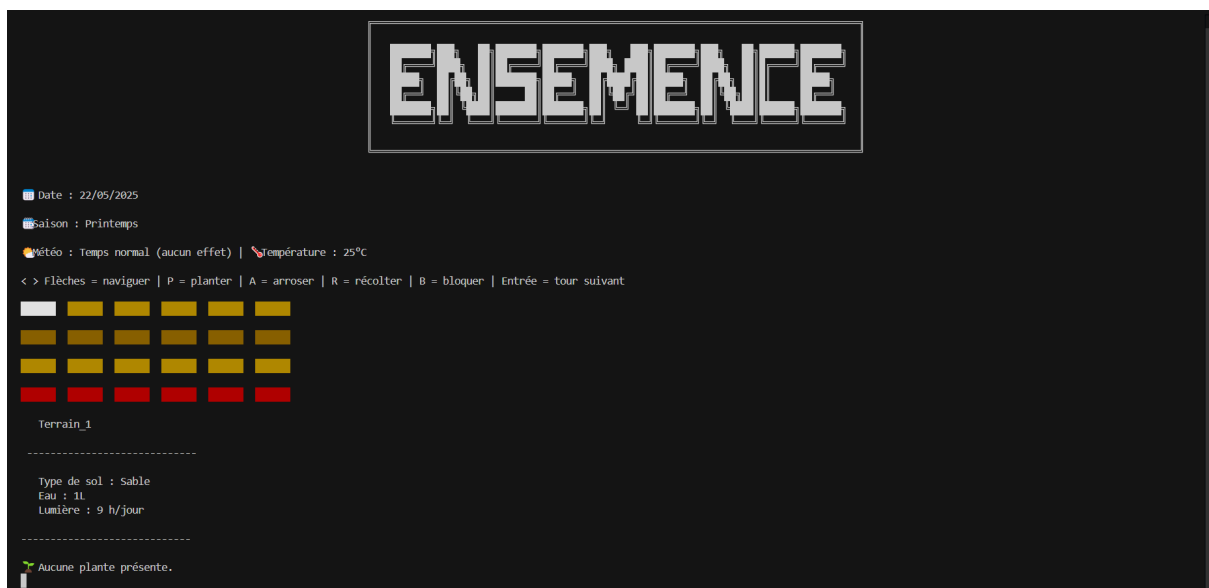 ENSEMENCE
Date : 22/05/2025
Saison : Printemps
Météo : Temps normal (aucun effet) | Température : 25°C
< > Flèches = naviguer | P = planter | A = arroser | R = récolter | B = bloquer | Entrée = tour suivant
Terrain_1
-----------------------------
Type de sol : Sable
Eau : 1L
Lumière : 9 h/jour
-----------------------------
Aucune plante présente.